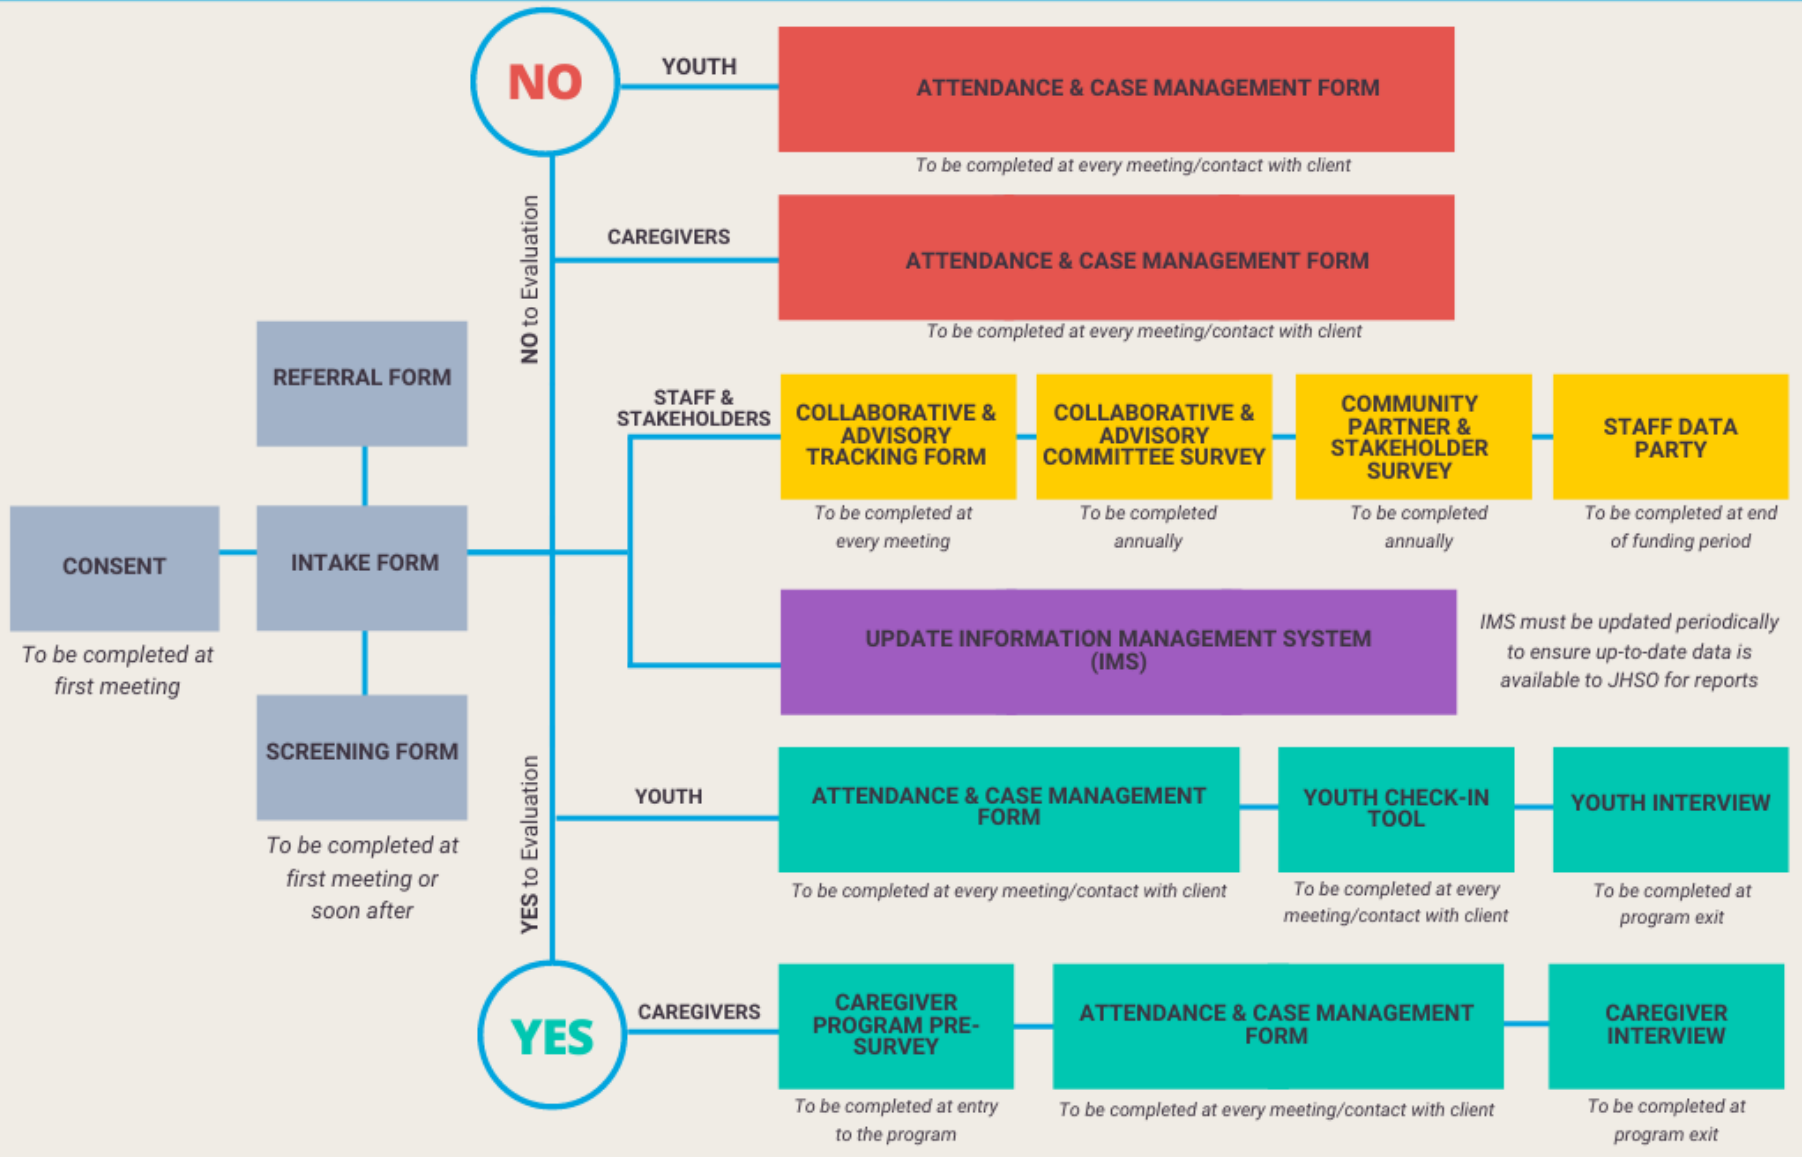 NO
YOUTH
ATTENDANCE & CASE MANAGEMENT FORM
To be completed at every meeting/contact with client
NO to Evaluation
CAREGIVERS
ATTENDANCE & CASE MANAGEMENT FORM
To be completed at every meeting/contact with client
REFERRAL FORM
CONSENT
To be completed at
first meeting
INTAKE FORM
SCREENING FORM
To be completed at
first meeting or
soon after
STAFF &
STAKEHOLDERS
COLLABORATIVE &
ADVISORY
TRACKING FORM
To be completed at
every meeting
COLLABORATIVE &
ADVISORY
COMMITTEE SURVEY
To be completed
annually
COMMUNITY
PARTNER &
STAKEHOLDER
SURVEY
To be completed
annually
STAFF DATA
PARTY
To be completed at end
of funding period
UPDATE INFORMATION MANAGEMENT SYSTEM
(IMS)
IMS must be updated periodically
to ensure up-to-date data is
available to JHSO for reports
YES to Evaluation
YOUTH
ATTENDANCE & CASE MANAGEMENT
FORM
To be completed at every meeting/contact with client
YOUTH CHECK-IN
TOOL
To be completed at every
meeting/contact with client
YOUTH INTERVIEW
To be completed at
program exit
YES
CAREGIVERS
CAREGIVER
PROGRAM PRE-
SURVEY
To be completed at entry
to the program
ATTENDANCE & CASE MANAGEMENT
FORM
To be completed at every meeting/contact with client
CAREGIVER
INTERVIEW
To be completed at
program exit